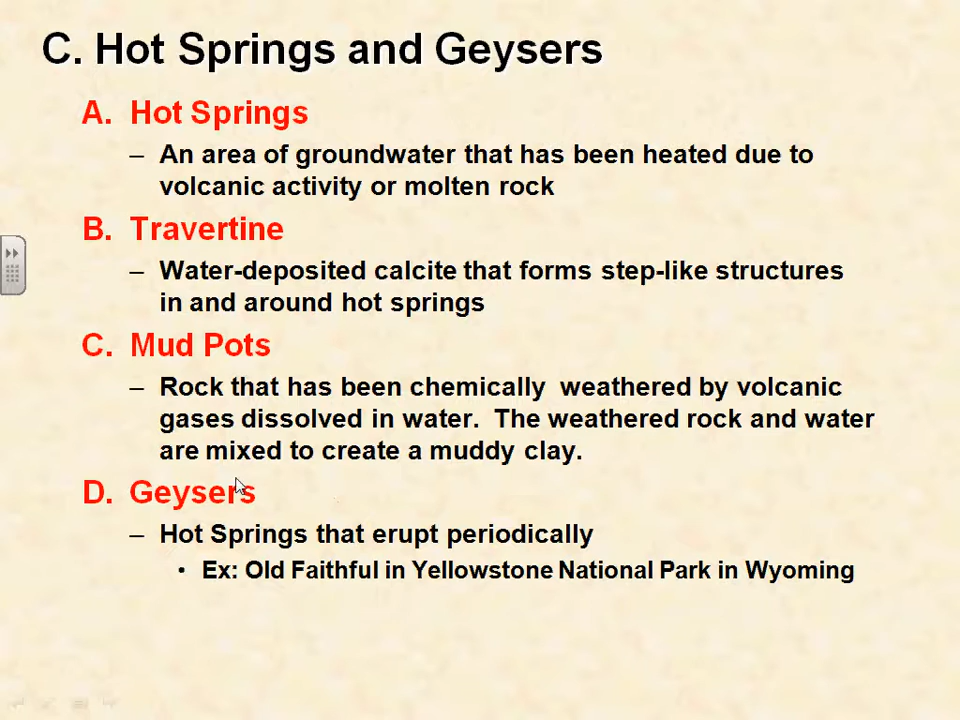 C. Hot Springs and Geysers
A. Hot Springs
– An area of groundwater that has been heated due to
volcanic activity or molten rock
B. Travertine
– Water-deposited calcite that forms step-like structures
in and around hot springs
C. Mud Pots
– Rock that has been chemically weathered by volcanic
gases dissolved in water. The weathered rock and water
are mixed to create a muddy clay.
D. Geysers
– Hot Springs that erupt periodically
• Ex: Old Faithful in Yellowstone National Park in Wyoming